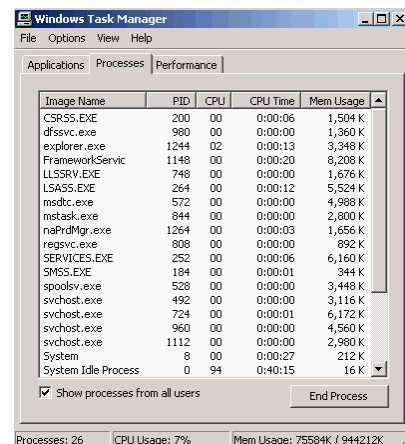 Windows Task Manager
File Options View Help
Applications Processes Performance
Image Name PID CPU CPU Time Mem Usage
CSRSS.EXE 200 00 0:00:06 1,504 K
dfssvc.exe 980 00 0:00:00 1,360 K
explorer.exe 1244 02 0:00:13 3,348 K
FrameworkServic 1148 00 0:00:20 8,208 K
LLSSRV.EXE 748 00 0:00:00 1,676 K
LSASS.EXE 264 00 0:00:12 5,524 K
msdtc.exe 572 00 0:00:00 4,988 K
mstask.exe 844 00 0:00:00 2,800 K
naPrdMgr.exe 1264 00 0:00:03 1,656 K
regsvc.exe 808 00 0:00:00 892 K
SERVICES.EXE 252 00 0:00:06 6,160 K
SMSS.EXE 184 00 0:00:01 344 K
spoolsv.exe 528 00 0:00:00 3,448 K
svchost.exe 492 00 0:00:00 3,116 K
svchost.exe 724 00 0:00:01 6,172 K
svchost.exe 960 00 0:00:00 4,560 K
svchost.exe 1112 00 0:00:00 2,980 K
System 8 00 0:00:27 212 K
System Idle Process 0 94 0:40:15 16 K
Show processes from all users End Process
Processes: 26 CPU Usage: 7% Mem Usage: 75584K / 944212K